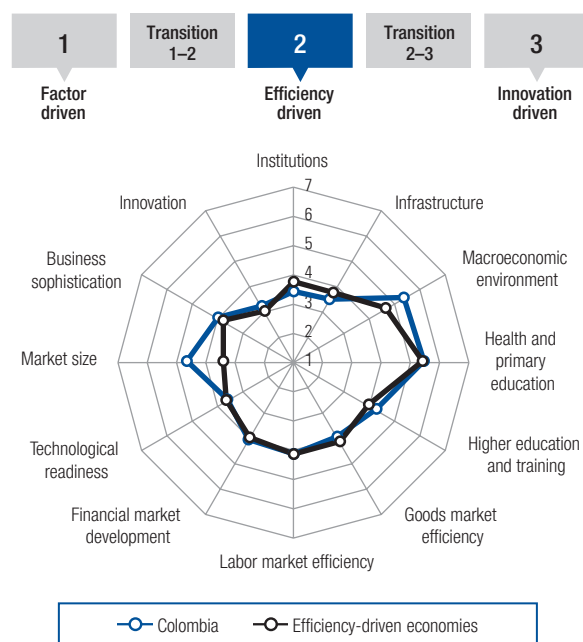 1
Transition
1–2
2
Transition
2–3
3
Factor
driven
Efficiency
driven
Innovation
driven
Institutions
Infrastructure
Macroeconomic
environment
Health and
primary
education
Higher education
and training
Goods market
efficiency
Labor market efficiency
Financial market
development
Technological
readiness
Market size
Business
sophistication
Innovation
7
6
5
4
3
2
1
Colombia
Efficiency-driven economies